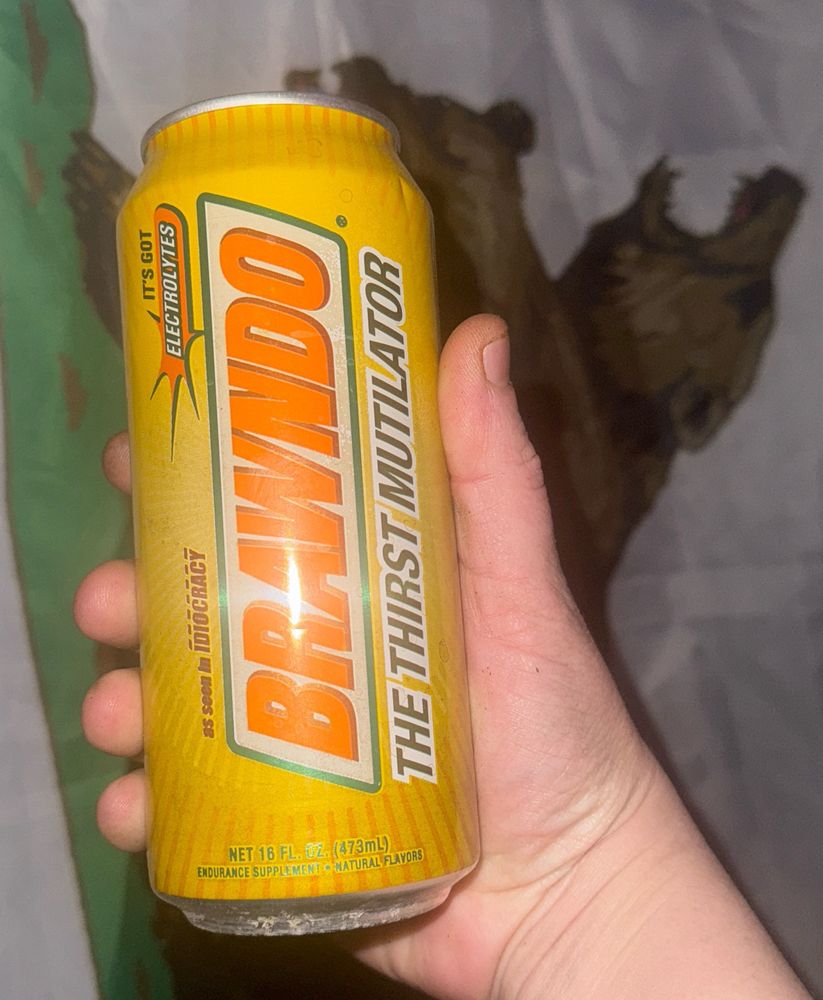 IT'S GOT
ELECTROLYTES
as seen in IDIOCRACY
BRAWNDO
THE THIRST MUTILATOR
NET 16 FL. OZ. (473mL)
ENDURANCE SUPPLEMENT • NATURAL FLAVORS